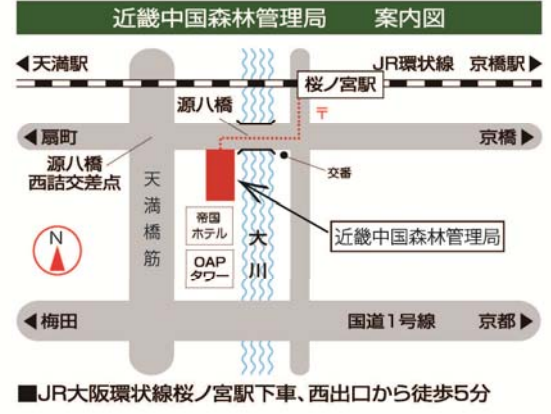 近畿中国森林管理局 案内図
◀天満駅
JR環状線 京橋駅▶
桜ノ宮駅
源八橋
〒
◀扇町
京橋▶
源八橋
西詰交差点
交番
天満橋筋
帝国
ホテル
大川
近畿中国森林管理局
N
OAP
タワー
◀梅田
国道1号線
京都▶
■JR大阪環状線桜ノ宮駅下車、西出口から徒歩5分